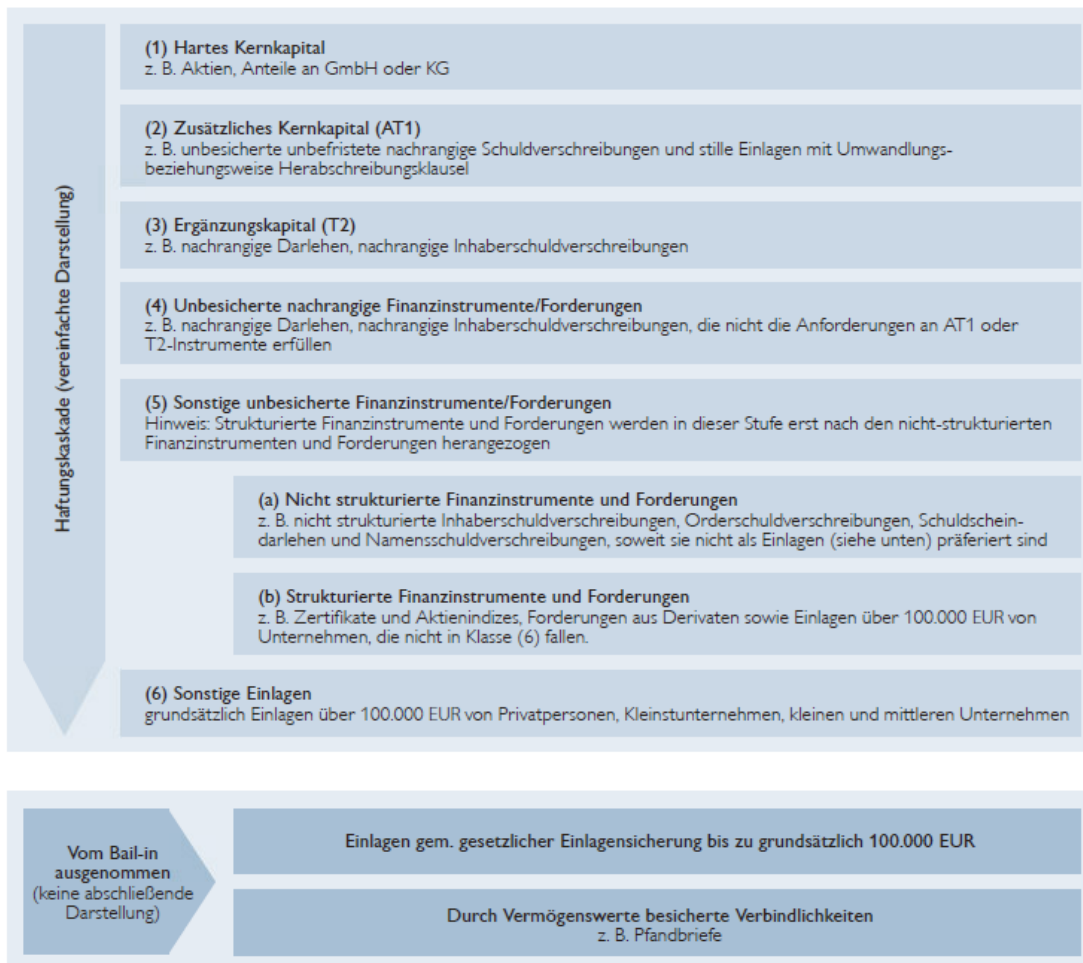 Haftungskaskade (vereinfachte Darstellung)
(1) Hartes Kernkapital
z. B. Aktien, Anteile an GmbH oder KG
(2) Zusätzliches Kernkapital (AT1)
z. B. unbesicherte unbefristete nachrangige Schuldverschreibungen und stille Einlagen mit Umwandlungs-
beziehungsweise Herabschreibungsklausel
(3) Ergänzungskapital (T2)
z. B. nachrangige Darlehen, nachrangige Inhaberschuldverschreibungen
(4) Unbesicherte nachrangige Finanzinstrumente/Forderungen
z. B. nachrangige Darlehen, nachrangige Inhaberschuldverschreibungen, die nicht die Anforderungen an AT1 oder
T2-Instrumente erfüllen
(5) Sonstige unbesicherte Finanzinstrumente/Forderungen
Hinweis: Strukturierte Finanzinstrumente und Forderungen werden in dieser Stufe erst nach den nicht-strukturierten
Finanzinstrumenten und Forderungen herangezogen
(a) Nicht strukturierte Finanzinstrumente und Forderungen
z. B. nicht strukturierte Inhaberschuldverschreibungen, Orderschuldverschreibungen, Schuldschein-
darlehen und Namensschuldverschreibungen, soweit sie nicht als Einlagen (siehe unten) präferiert sind
(b) Strukturierte Finanzinstrumente und Forderungen
z. B. Zertifikate und Aktienindizes, Forderungen aus Derivaten sowie Einlagen über 100.000 EUR von
Unternehmen, die nicht in Klasse (6) fallen.
(6) Sonstige Einlagen
grundsätzlich Einlagen über 100.000 EUR von Privatpersonen, Kleinstunternehmen, kleinen und mittleren Unternehmen
Vom Bail-in
ausgenommen
(keine abschließende
Darstellung)
Einlagen gem. gesetzlicher Einlagensicherung bis zu grundsätzlich 100.000 EUR
Durch Vermögenswerte besicherte Verbindlichkeiten
z. B. Pfandbriefe